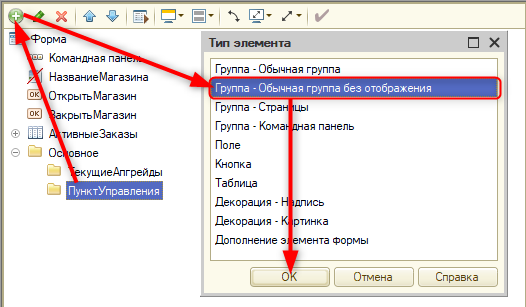 Форма
Командная панель
НазваниеМагазина
OK ОткрытьМагазин
OK ЗакрытьМагазин
АктивныеЗаказы
Основное
ТекущиеАпгрейды
ПунктУправления
Тип элемента
Группа - Обычная группа
Группа - Обычная группа без отображения
Группа - Страницы
Группа - Командная панель
Поле
Кнопка
Таблица
Декорация - Надпись
Декорация - Картинка
Дополнение элемента формы
OK Отмена Справка